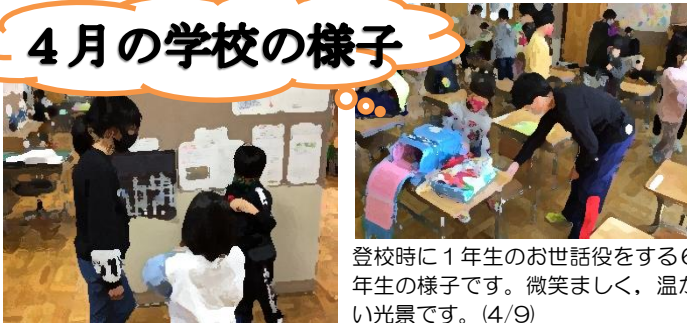 ４月の学校の様子
登校時に１年生のお世話役をする６
年生の様子です。微笑ましく，温か
い光景です。(4/9)